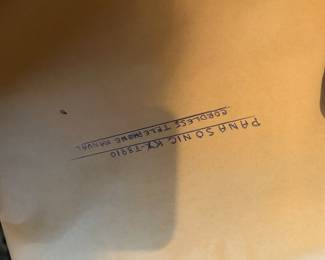 PANASONIC KX-T3910
CORDLESS TELEPHONE MANUAL